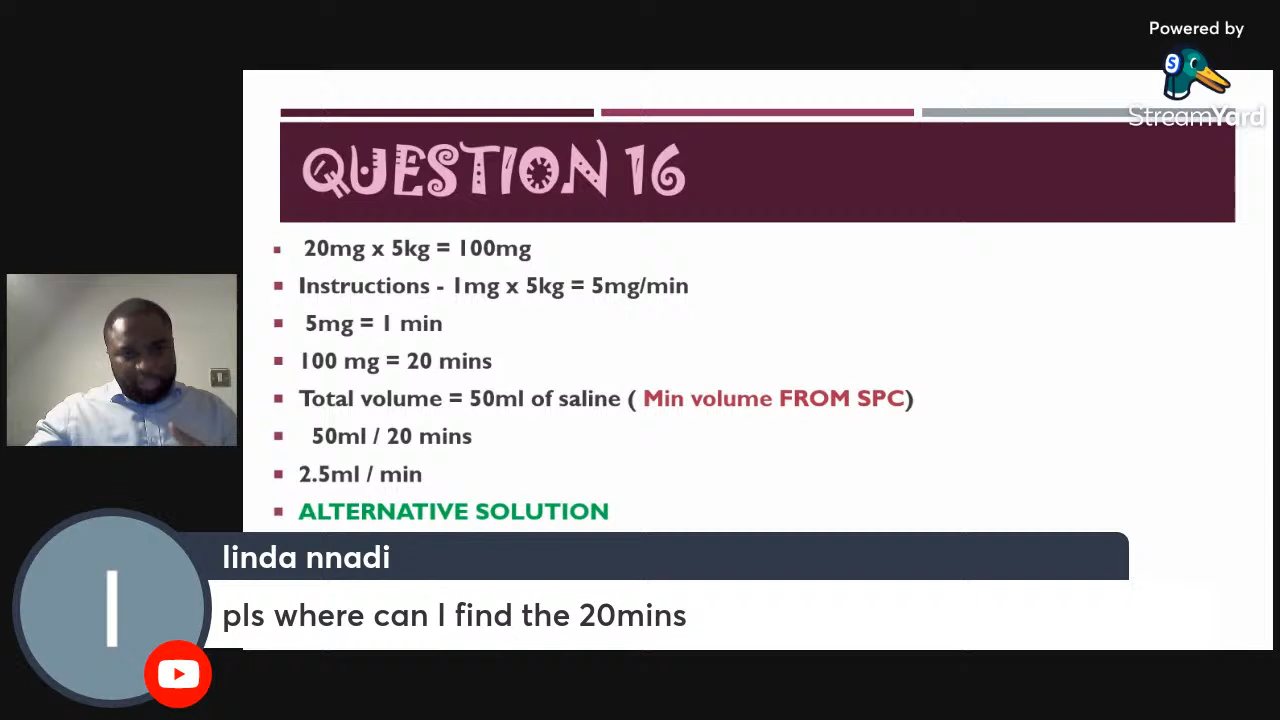 Powered by
StreamYard
QUESTION 16
20mg x 5kg = 100mg
Instructions - 1mg x 5kg = 5mg/min
5mg = 1 min
100 mg = 20 mins
Total volume = 50ml of saline ( Min volume FROM SPC)
50ml / 20 mins
2.5ml / min
ALTERNATIVE SOLUTION
linda nnadi
l
pls where can I find the 20mins